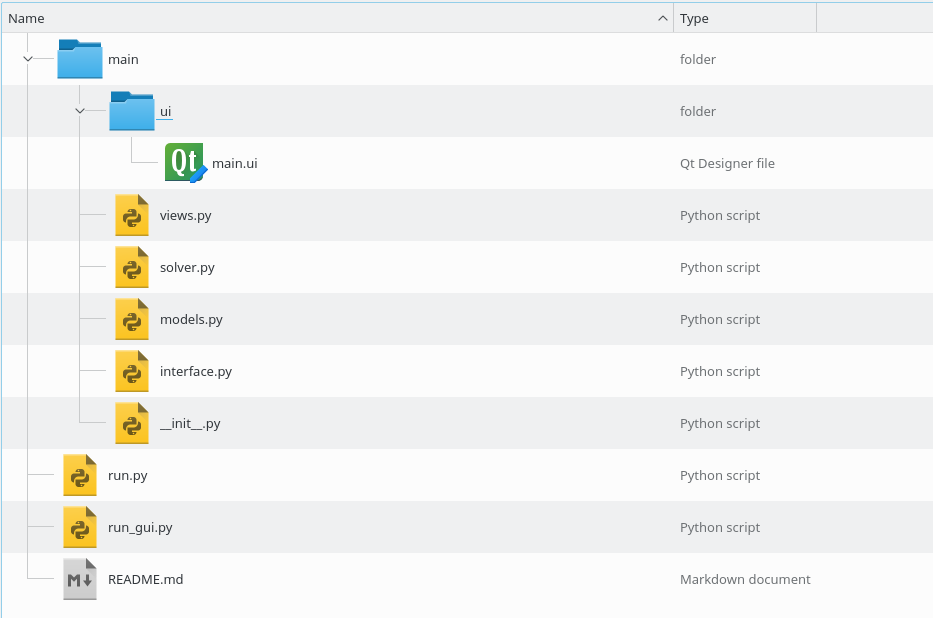 Name Type
main folder
ui folder
Qt main.ui Qt Designer file
views.py Python script
solver.py Python script
models.py Python script
interface.py Python script
__init__.py Python script
run.py Python script
run_gui.py Python script
M README.md Markdown document